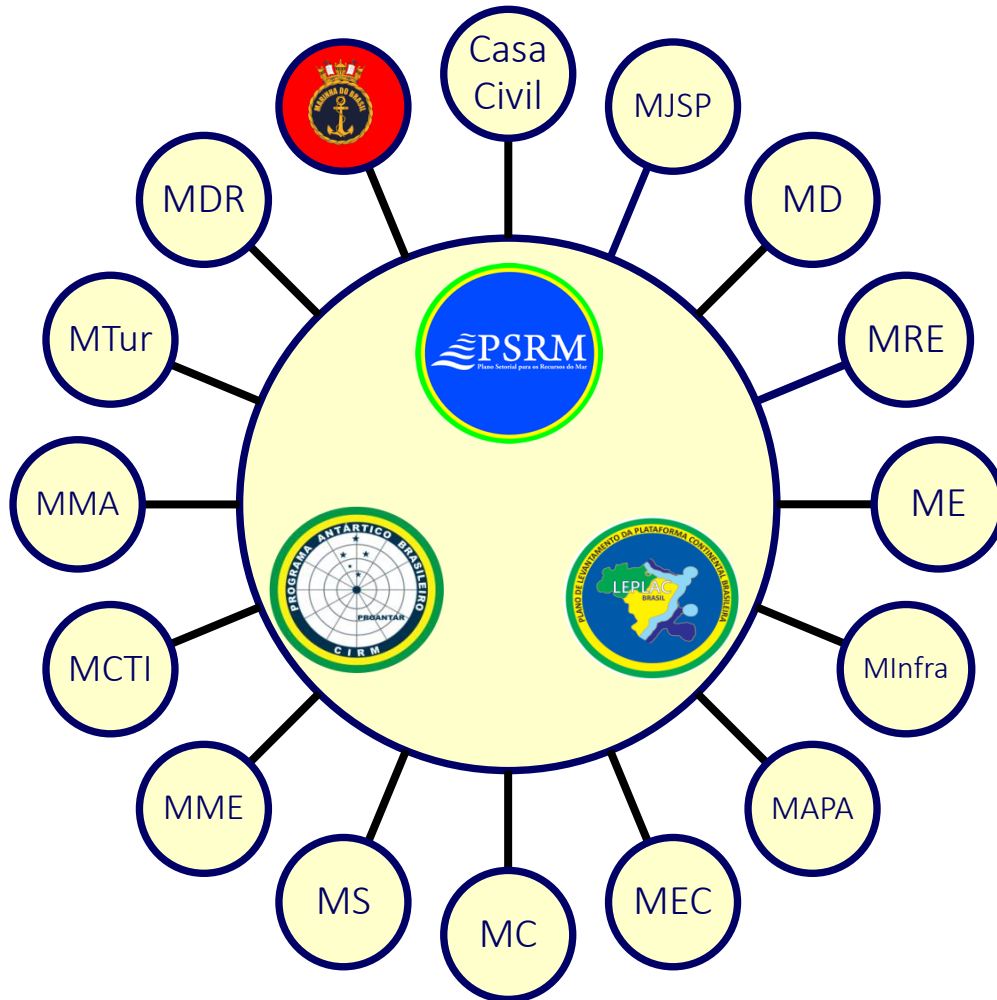 Casa
Civil
MJSP
MD
MRE
ME
MInfra
MAPA
MEC
MC
MS
MME
MCTI
MMA
MTur
MDR
MARINHA DO BRASIL
PSRM
Plano Setorial para os Recursos do Mar
PROGRAMA ANTÁRTICO BRASILEIRO
PROANTAR
CIRM
PLANO DE LEVANTAMENTO DA PLATAFORMA CONTINENTAL BRASILEIRA
LEPLAC
BRASIL